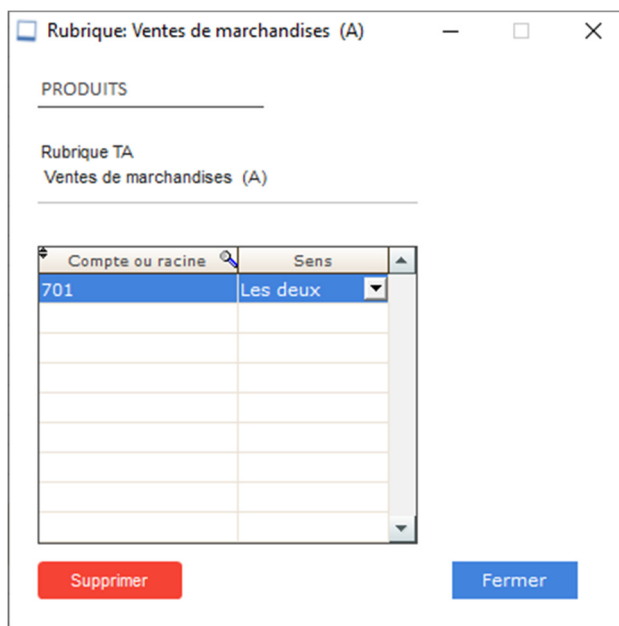 Rubrique: Ventes de marchandises (A)
PRODUITS
Rubrique TA
Ventes de marchandises (A)
Compte ou racine Sens
701 Les deux
Supprimer Fermer